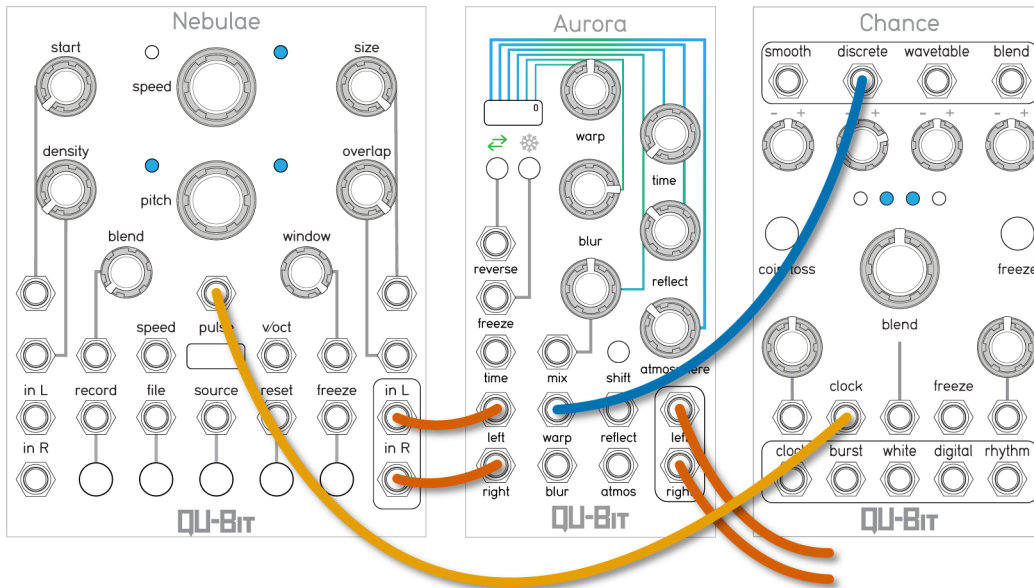 Nebulae
Aurora
Chance
start
size
speed
density
overlap
pitch
blend
window
speed
pulse
v/oct
in L
record
file
source
reset
freeze
in L
in R
in R
QU-BIT
0
warp
time
blur
reverse
reflect
freeze
atmosphere
time
mix
shift
left
warp
reflect
left
right
blur
atmos
right
QU-BIT
smooth
discrete
wavetable
blend
- + - + - + - +
coin toss
freeze
blend
clock
freeze
clock
burst
white
digital
rhythm
QU-BIT